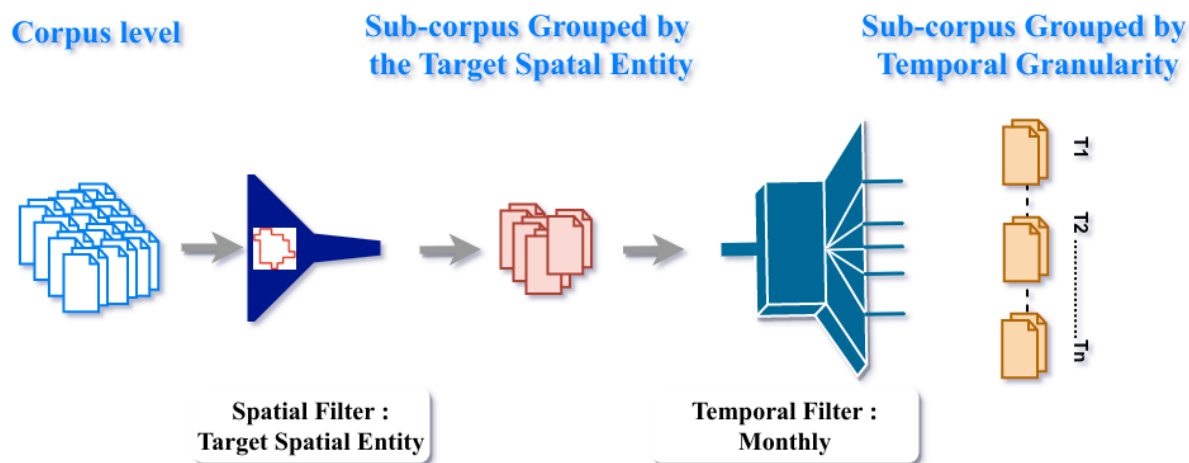 Corpus level
Sub-corpus Grouped by
the Target Spatal Entity
Sub-corpus Grouped by
Temporal Granularity
T1
T2
Tn
Spatial Filter :
Target Spatial Entity
Temporal Filter :
Monthly